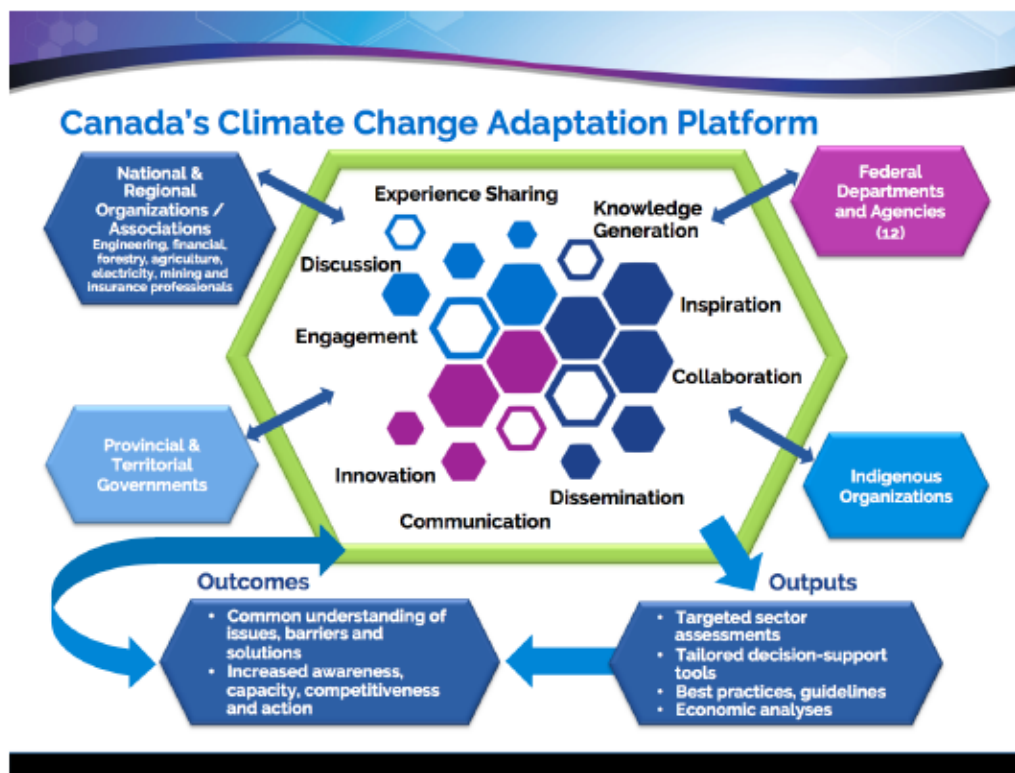 Canada's Climate Change Adaptation Platform
National &
Regional
Organizations /
Associations
Engineering, financial,
forestry, agriculture,
electricity, mining and
insurance professionals
Federal
Departments
and Agencies
(12)
Experience Sharing
Knowledge
Generation
Discussion
Inspiration
Engagement
Collaboration
Provincial &
Territorial
Governments
Indigenous
Organizations
Innovation
Dissemination
Communication
Outcomes
• Common understanding of
issues, barriers and
solutions
• Increased awareness,
capacity, competitiveness
and action
Outputs
• Targeted sector
assessments
• Tailored decision-support
tools
• Best practices, guidelines
• Economic analyses